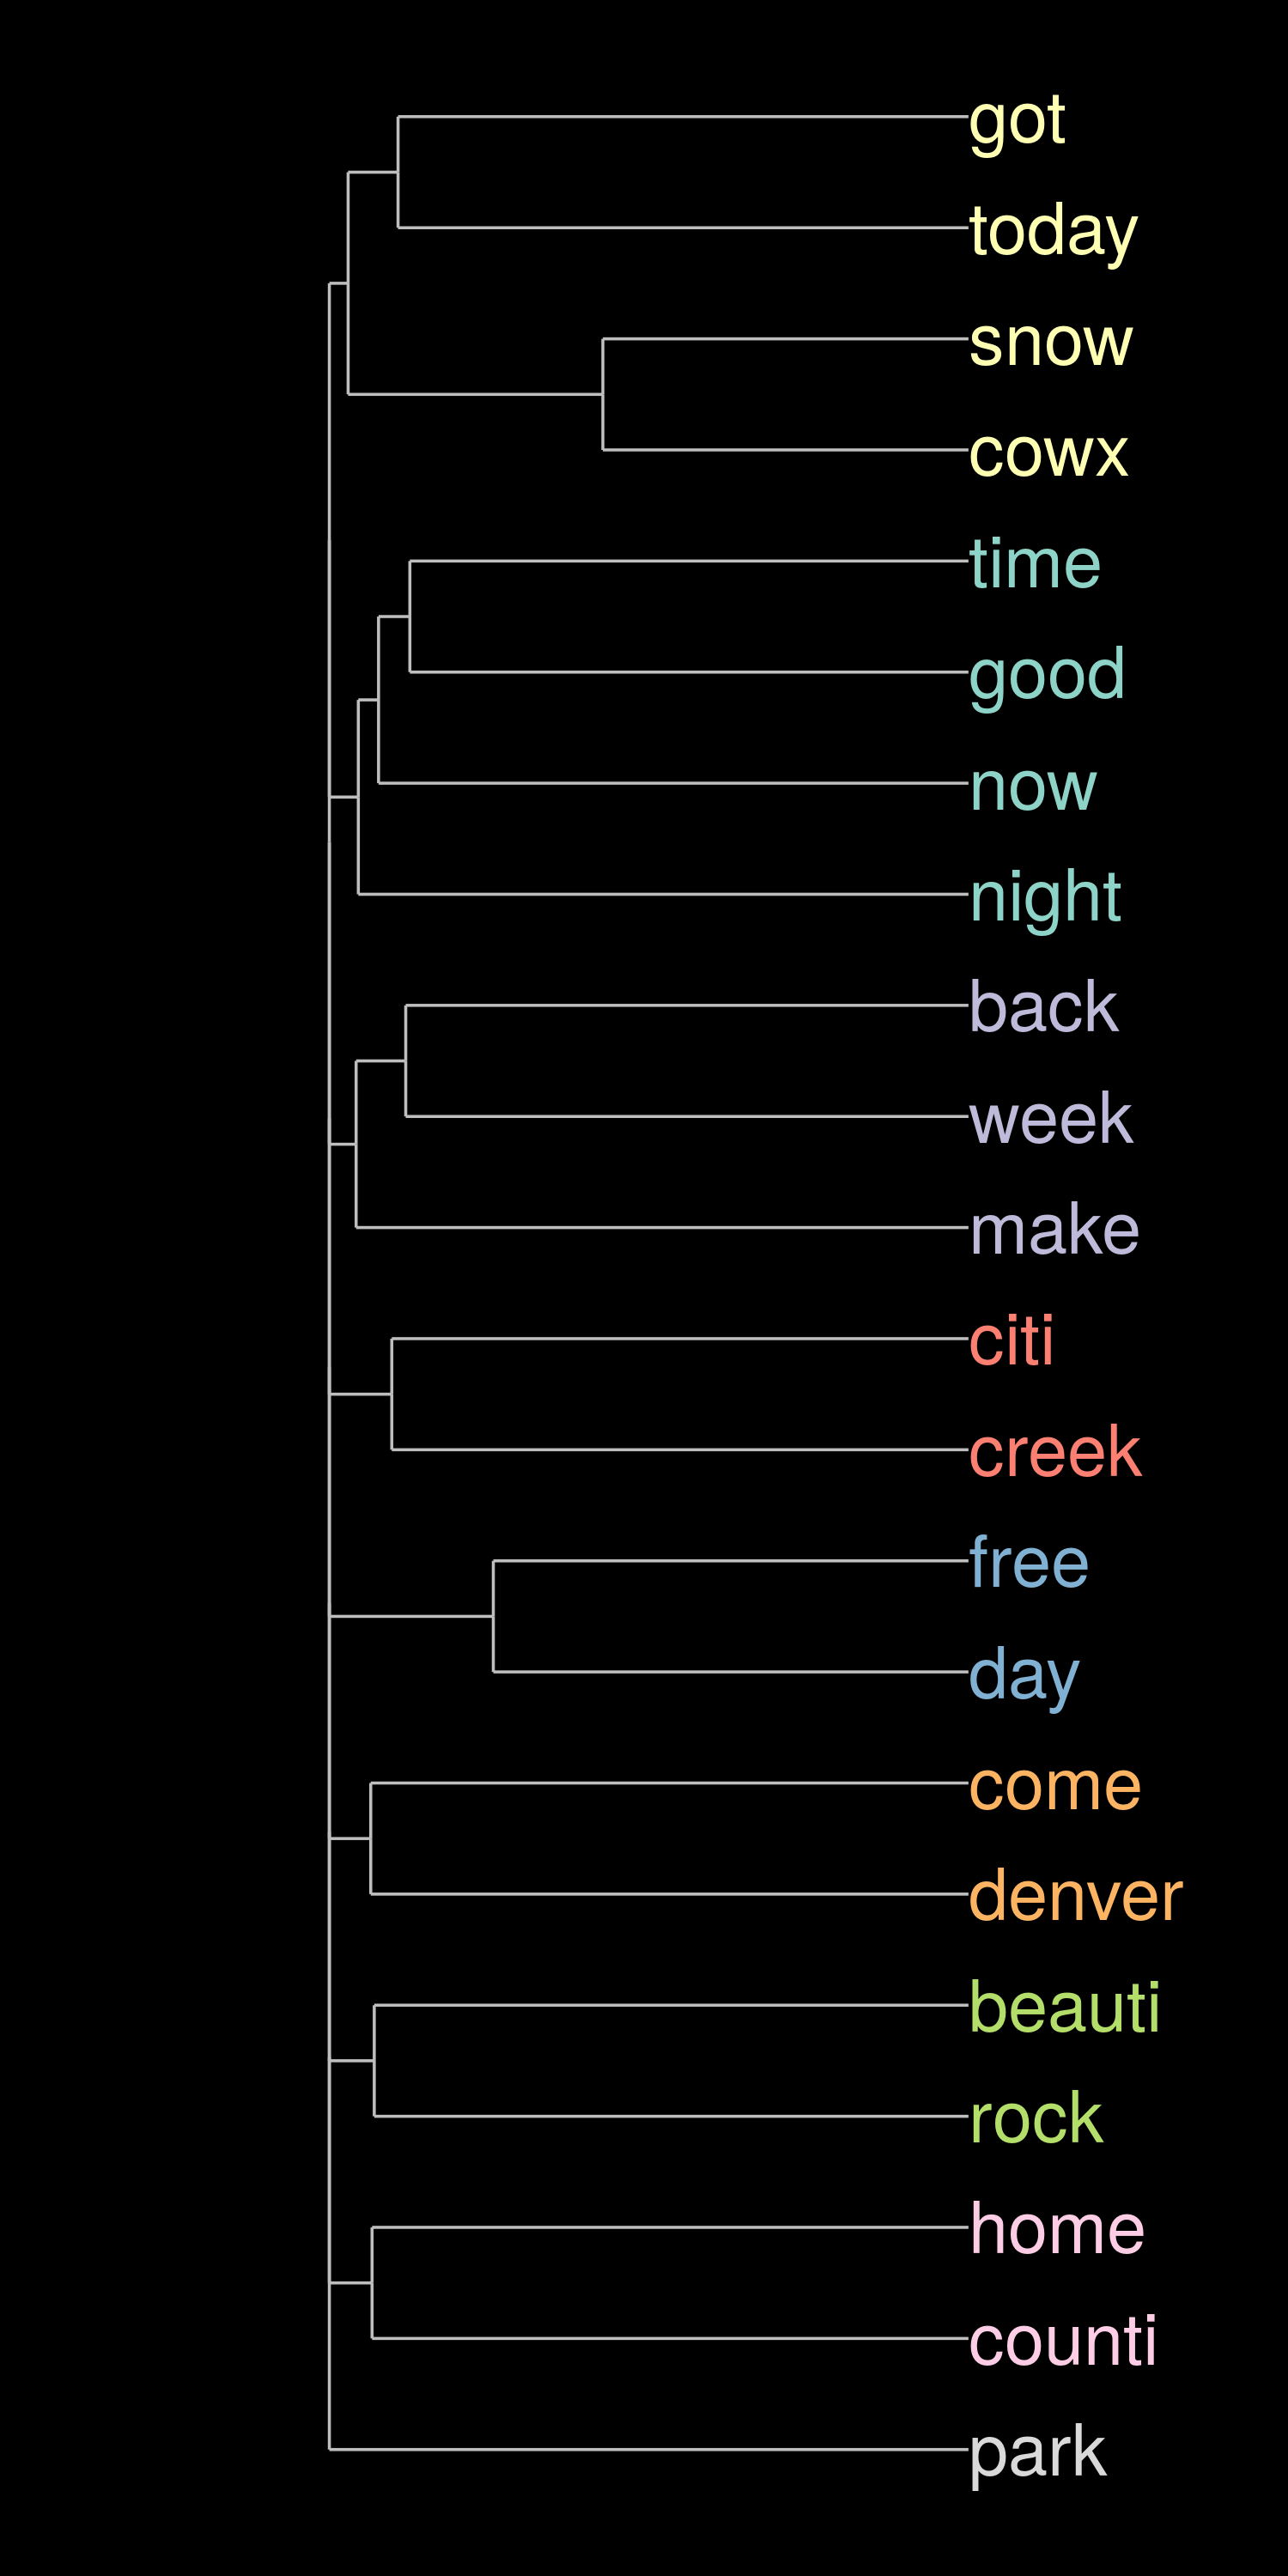 got
today
snow
cowx
time
good
now
night
back
week
make
citi
creek
free
day
come
denver
beauti
rock
home
counti
park